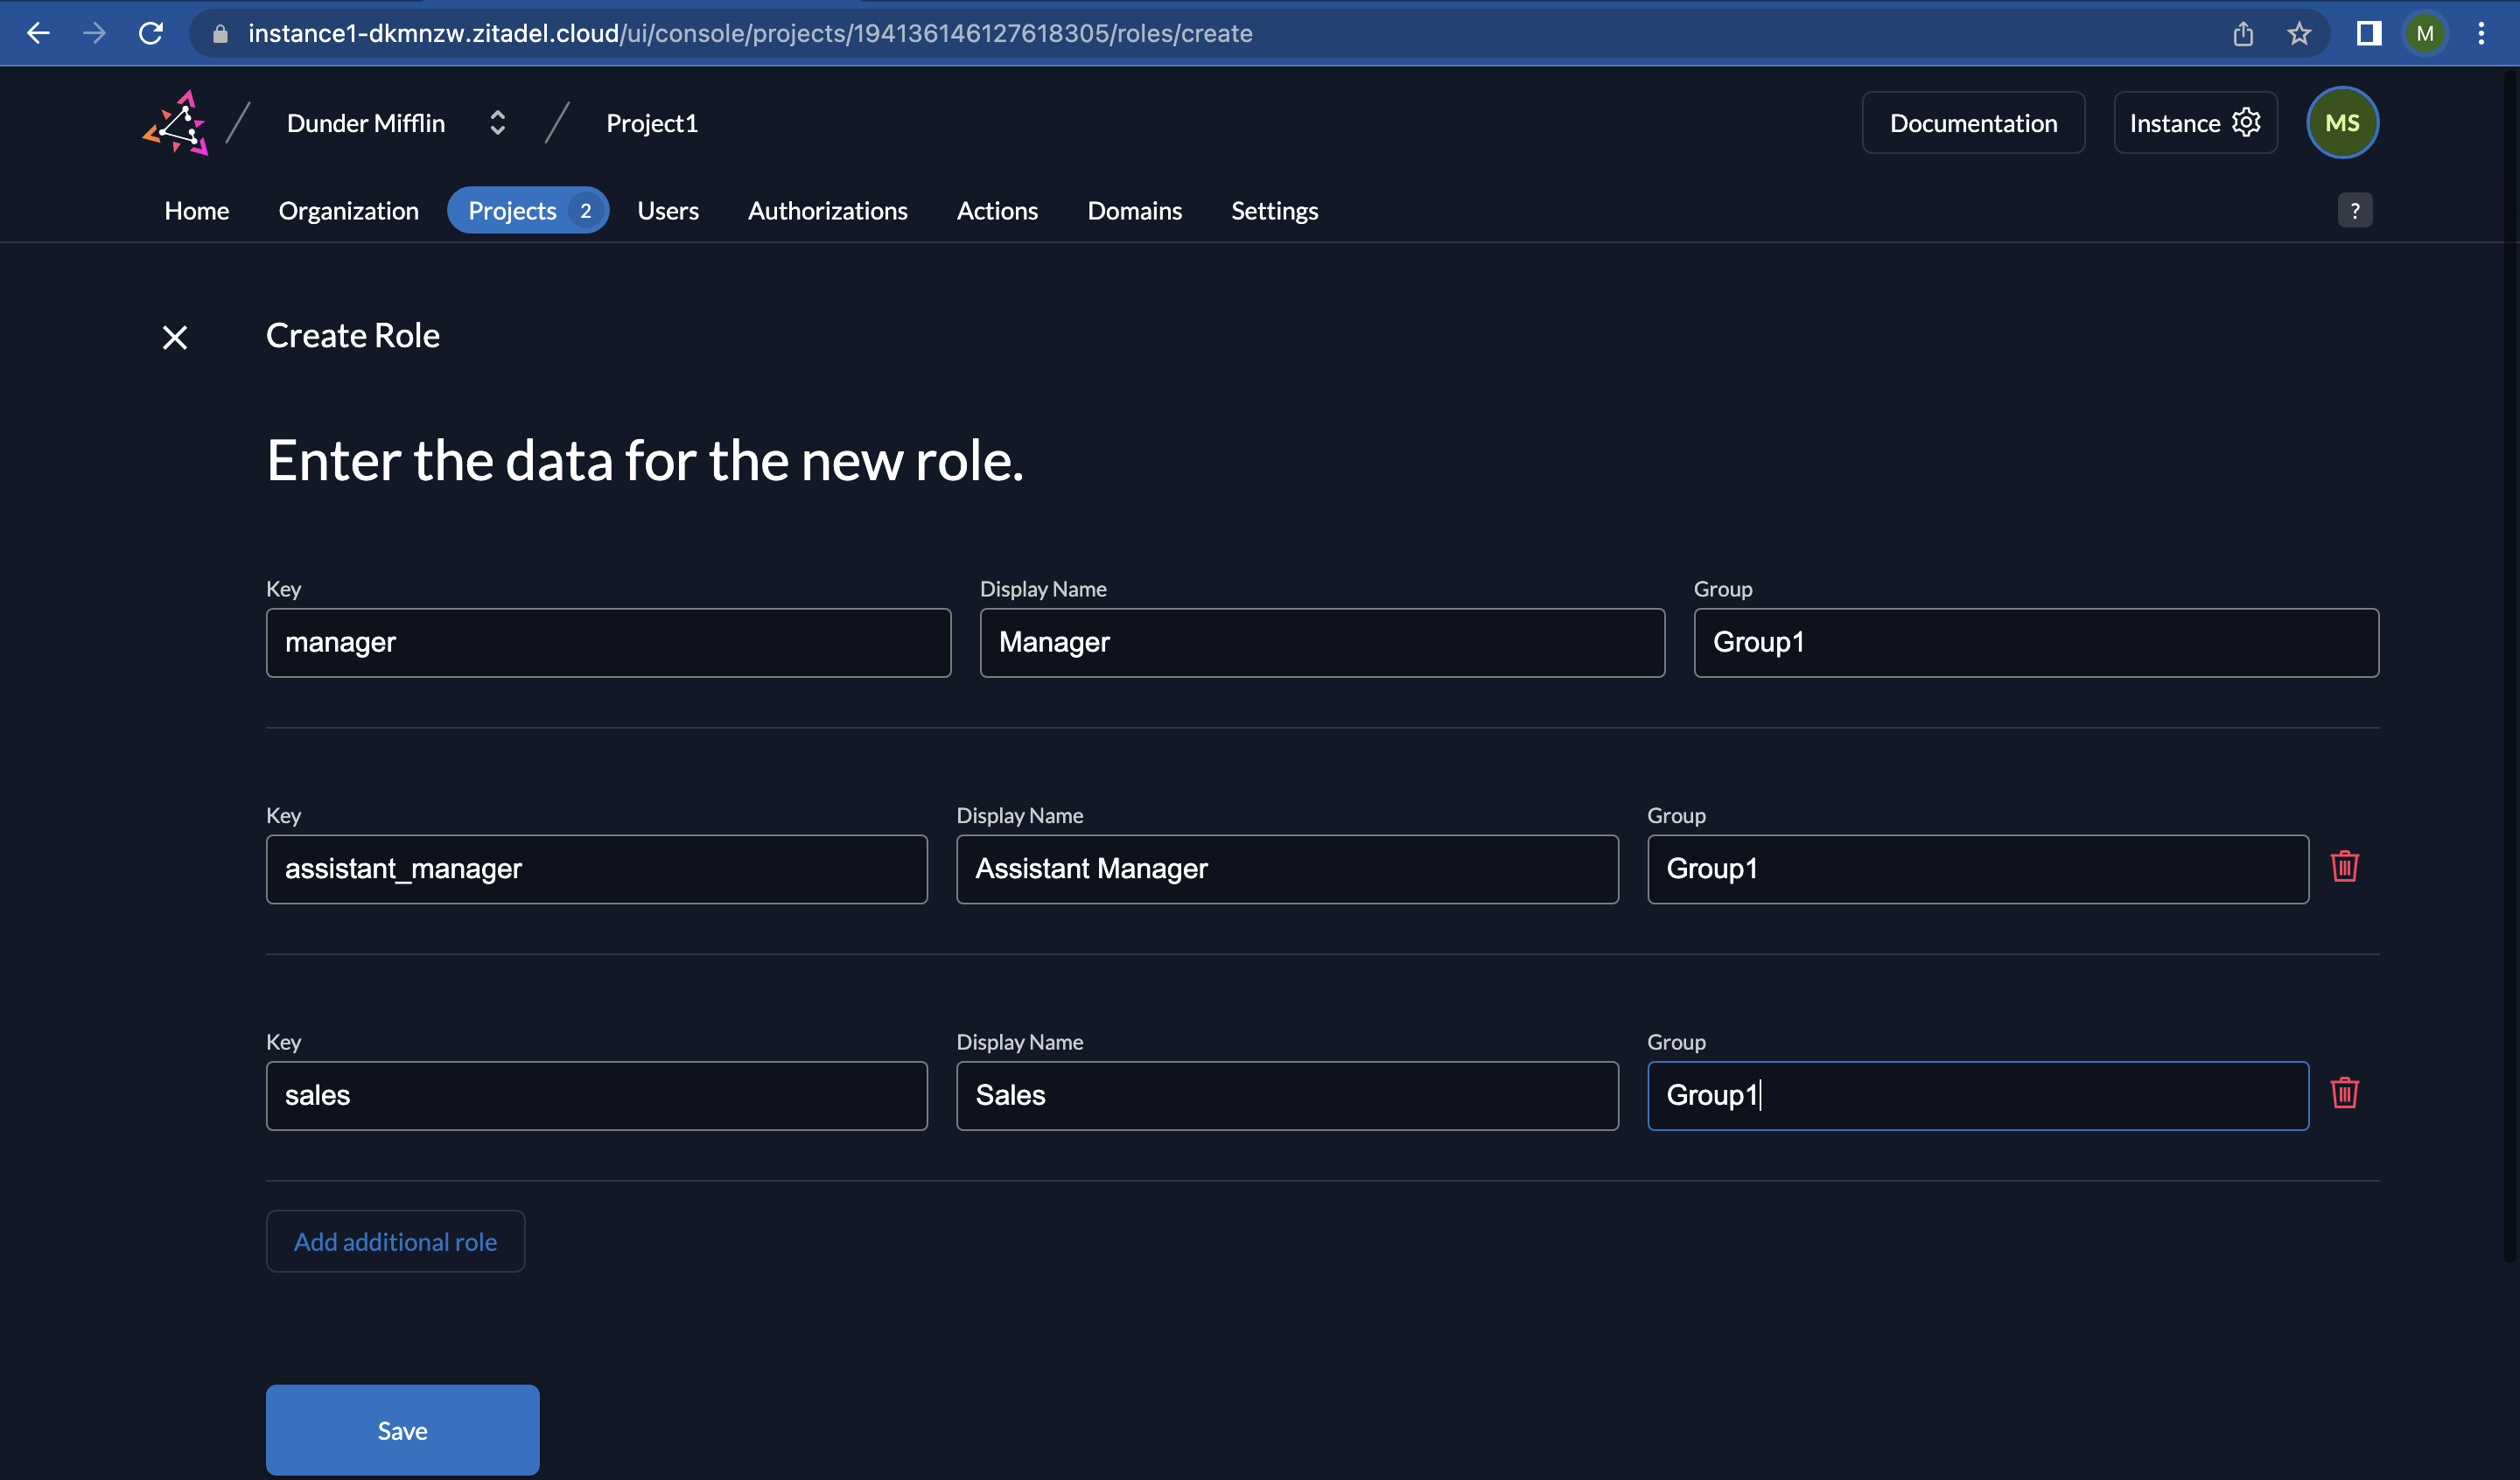 instance1-dkmnzw.zitadel.cloud/ui/console/projects/194136146127618305/roles/create
M
Dunder Mifflin
Project1
Documentation
Instance
MS
Home
Organization
Projects 2
Users
Authorizations
Actions
Domains
Settings
?
Create Role
Enter the data for the new role.
Key
Display Name
Group
manager
Manager
Group1
Key
Display Name
Group
assistant_manager
Assistant Manager
Group1
Key
Display Name
Group
sales
Sales
Group1
Add additional role
Save